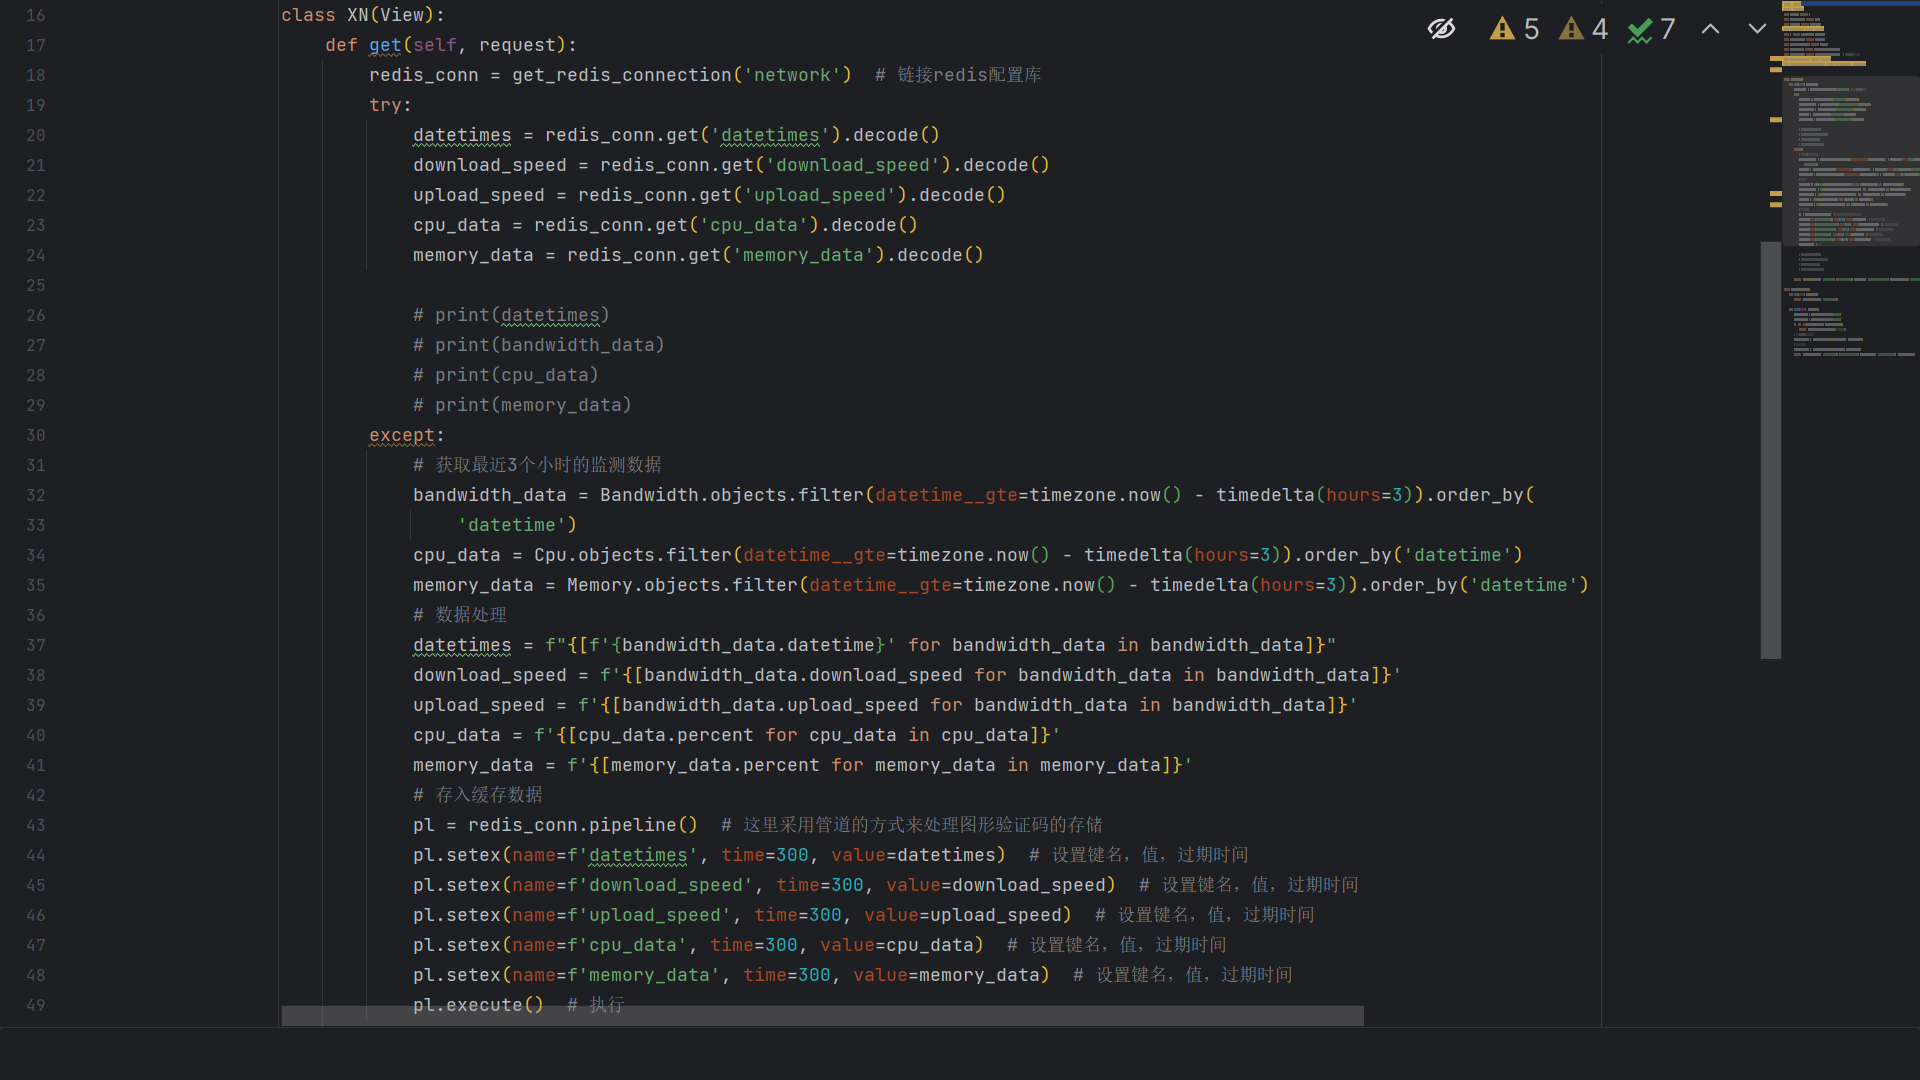 5 4 7
16 class XN(View):
17 def get(self, request):
18 redis_conn = get_redis_connection('network')  # 链接redis配置库
19 try:
20 datetimes = redis_conn.get('datetimes').decode()
21 download_speed = redis_conn.get('download_speed').decode()
22 upload_speed = redis_conn.get('upload_speed').decode()
23 cpu_data = redis_conn.get('cpu_data').decode()
24 memory_data = redis_conn.get('memory_data').decode()
25
26 # print(datetimes)
27 # print(bandwidth_data)
28 # print(cpu_data)
29 # print(memory_data)
30 except:
31 # 获取最近3个小时的监测数据
32 bandwidth_data = Bandwidth.objects.filter(datetime__gte=timezone.now() - timedelta(hours=3)).order_by(
33 'datetime')
34 cpu_data = Cpu.objects.filter(datetime__gte=timezone.now() - timedelta(hours=3)).order_by('datetime')
35 memory_data = Memory.objects.filter(datetime__gte=timezone.now() - timedelta(hours=3)).order_by('datetime')
36 # 数据处理
37 datetimes = f"{[f'{bandwidth_data.datetime}' for bandwidth_data in bandwidth_data]}"
38 download_speed = f'{[bandwidth_data.download_speed for bandwidth_data in bandwidth_data]}'
39 upload_speed = f'{[bandwidth_data.upload_speed for bandwidth_data in bandwidth_data]}'
40 cpu_data = f'{[cpu_data.percent for cpu_data in cpu_data]}'
41 memory_data = f'{[memory_data.percent for memory_data in memory_data]}'
42 # 存入缓存数据
43 pl = redis_conn.pipeline()  # 这里采用管道的方式来处理图形验证码的存储
44 pl.setex(name=f'datetimes', time=300, value=datetimes)  # 设置键名，值，过期时间
45 pl.setex(name=f'download_speed', time=300, value=download_speed)  # 设置键名，值，过期时间
46 pl.setex(name=f'upload_speed', time=300, value=upload_speed)  # 设置键名，值，过期时间
47 pl.setex(name=f'cpu_data', time=300, value=cpu_data)  # 设置键名，值，过期时间
48 pl.setex(name=f'memory_data', time=300, value=memory_data)  # 设置键名，值，过期时间
49 pl.execute()  # 执行